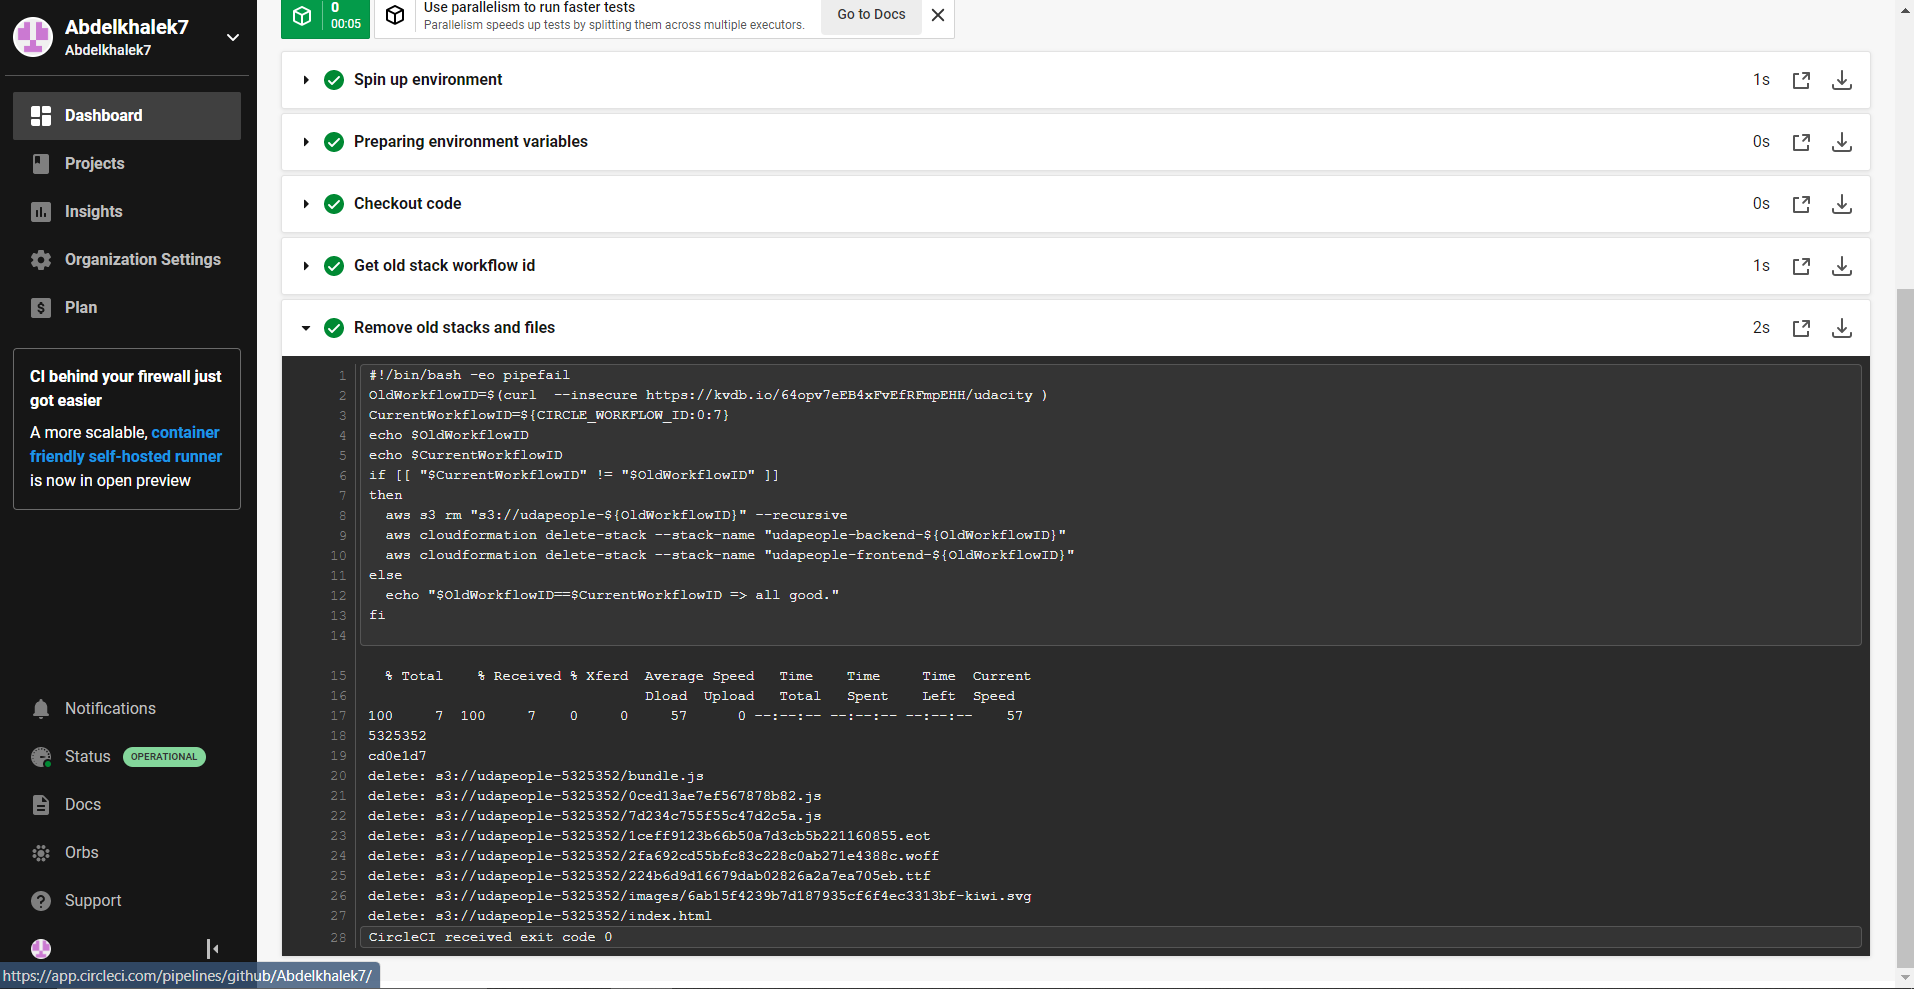 Abdelkhalek7
Abdelkhalek7
Dashboard
Projects
Insights
Organization Settings
Plan
CI behind your firewall just
got easier
A more scalable, container
friendly self-hosted runner
is now in open preview
Notifications
Status OPERATIONAL
Docs
Orbs
Support
https://app.circleci.com/pipelines/github/Abdelkhalek7/
0
00:05
Use parallelism to run faster tests
Parallelism speeds up tests by splitting them across multiple executors.
Go to Docs
Spin up environment 1s
Preparing environment variables 0s
Checkout code 0s
Get old stack workflow id 1s
Remove old stacks and files 2s
1 #!/bin/bash -eo pipefail
2 OldWorkflowID=$(curl  --insecure https://kvdb.io/64opv7eEB4xFvEfRFmpEHH/udacity )
3 CurrentWorkflowID=${CIRCLE_WORKFLOW_ID:0:7}
4 echo $OldWorkflowID
5 echo $CurrentWorkflowID
6 if [[ "$CurrentWorkflowID" != "$OldWorkflowID" ]]
7 then
8   aws s3 rm "s3://udapeople-${OldWorkflowID}" --recursive
9   aws cloudformation delete-stack --stack-name "udapeople-backend-${OldWorkflowID}"
10   aws cloudformation delete-stack --stack-name "udapeople-frontend-${OldWorkflowID}"
11 else
12   echo "$OldWorkflowID==$CurrentWorkflowID => all good."
13 fi
14
15   % Total    % Received % Xferd  Average Speed   Time    Time     Time  Current
16                                  Dload  Upload   Total   Spent    Left  Speed
17 100     7  100     7    0     0     57      0 --:--:-- --:--:-- --:--:--    57
18 5325352
19 cd0e1d7
20 delete: s3://udapeople-5325352/bundle.js
21 delete: s3://udapeople-5325352/0ced13ae7ef567878b82.js
22 delete: s3://udapeople-5325352/7d234c755f55c47d2c5a.js
23 delete: s3://udapeople-5325352/1ceff9123b66b50a7d3cb5b221160855.eot
24 delete: s3://udapeople-5325352/2fa692cd55bfc83c228c0ab271e4388c.woff
25 delete: s3://udapeople-5325352/224b6d9d16679dab02826a2a7ea705eb.ttf
26 delete: s3://udapeople-5325352/images/6ab15f4239b7d187935cf6f4ec3313bf-kiwi.svg
27 delete: s3://udapeople-5325352/index.html
28 CircleCI received exit code 0